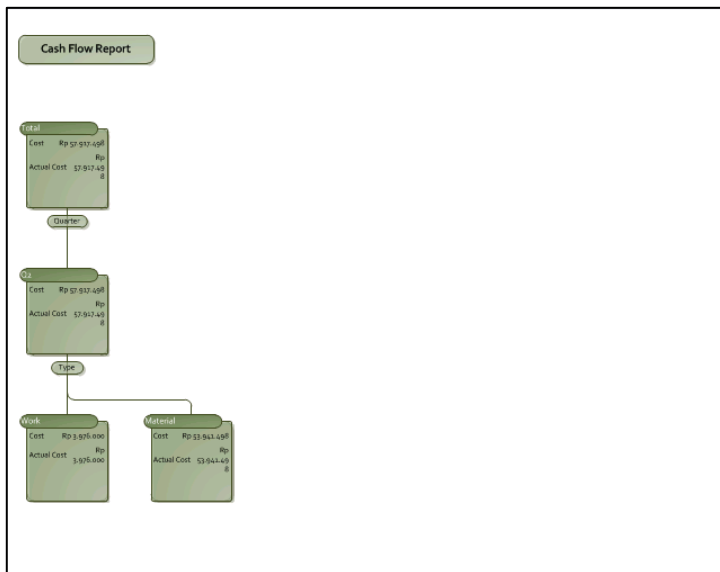 Cash Flow Report
Total
Cost Rp 57.917.498
Rp
Actual Cost 57.917.49
8
Quarter
Q2
Cost Rp 57.917.498
Rp
Actual Cost 57.917.49
8
Type
Work
Cost Rp 3.976.000
Rp
Actual Cost 3.976.000
Material
Cost Rp 53.941.498
Rp
Actual Cost 53.941.49
8